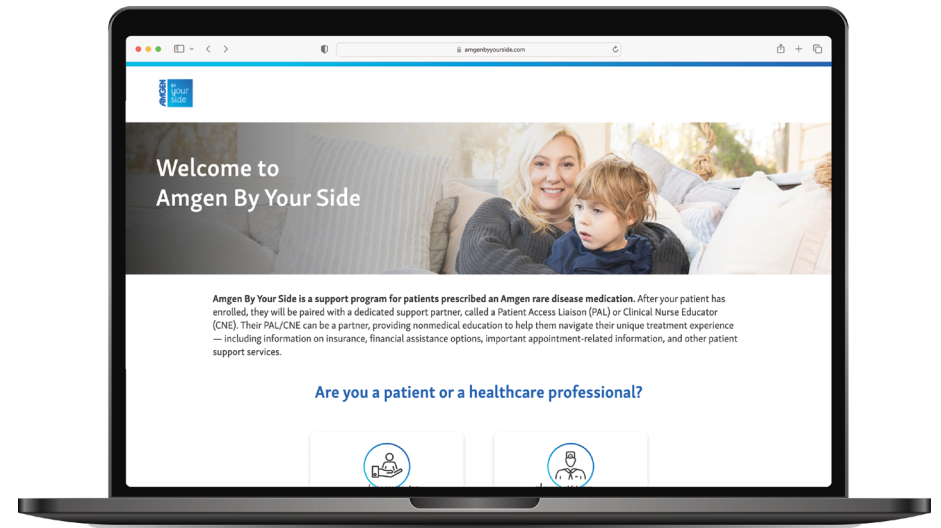 amgenbyyourside.com
AMGEN
BY
your
side
Welcome to
Amgen By Your Side
Amgen By Your Side is a support program for patients prescribed an Amgen rare disease medication. After your patient has
enrolled, they will be paired with a dedicated support partner, called a Patient Access Liaison (PAL) or Clinical Nurse Educator
(CNE). Their PAL/CNE can be a partner, providing nonmedical education to help them navigate their unique treatment experience
— including information on insurance, financial assistance options, important appointment-related information, and other patient
support services.
Are you a patient or a healthcare professional?